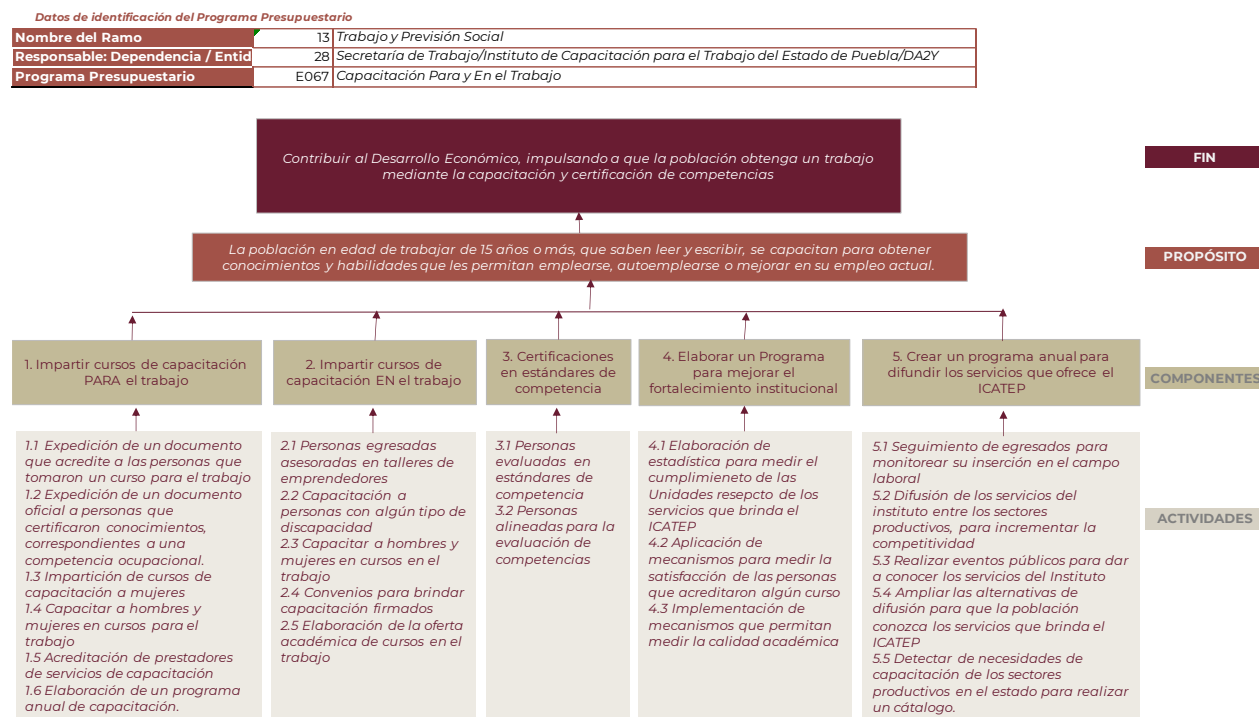 Datos de identificación del Programa Presupuestario
Nombre del Ramo 13 Trabajo y Previsión Social
Responsable: Dependencia / Entid 28 Secretaría de Trabajo/Instituto de Capacitación para el Trabajo del Estado de Puebla/DA2Y
Programa Presupuestario E067 Capacitación Para y En el Trabajo
Contribuir al Desarrollo Económico, impulsando a que la población obtenga un trabajo
mediante la capacitación y certificación de competencias
FIN
La población en edad de trabajar de 15 años o más, que saben leer y escribir, se capacitan para obtener
conocimientos y habilidades que les permitan emplearse, autoemplearse o mejorar en su empleo actual.
PROPÓSITO
1. Impartir cursos de capacitación
PARA el trabajo
2. Impartir cursos de
capacitación EN el trabajo
3. Certificaciones
en estándares de
competencia
4. Elaborar un Programa
para mejorar el
fortalecimiento institucional
5. Crear un programa anual para
difundir los servicios que ofrece el
ICATEP
COMPONENTES
1.1 Expedición de un documento
que acredite a las personas que
tomaron un curso para el trabajo
1.2 Expedición de un documento
oficial a personas que
certificaron conocimientos,
correspondientes a una
competencia ocupacional.
1.3 Impartición de cursos de
capacitación a mujeres
1.4 Capacitar a hombres y
mujeres en cursos para el
trabajo
1.5 Acreditación de prestadores
de servicios de capacitación
1.6 Elaboración de un programa
anual de capacitación.
2.1 Personas egresadas
asesoradas en talleres de
emprendedores
2.2 Capacitación a
personas con algún tipo de
discapacidad
2.3 Capacitar a hombres y
mujeres en cursos en el
trabajo
2.4 Convenios para brindar
capacitación firmados
2.5 Elaboración de la oferta
académica de cursos en el
trabajo
3.1 Personas
evaluadas en
estándares de
competencia
3.2 Personas
alineadas para la
evaluación de
competencias
4.1 Elaboración de
estadística para medir el
cumplimieneto de las
Unidades resepcto de los
servicios que brinda el
ICATEP
4.2 Aplicación de
mecanismos para medir la
satisfacción de las personas
que acreditaron algún curso
4.3 Implementación de
mecanismos que permitan
medir la calidad académica
5.1 Seguimiento de egresados para
monitorear su inserción en el campo
laboral
5.2 Difusión de los servicios del
instituto entre los sectores
productivos, para incrementar la
competitividad
5.3 Realizar eventos públicos para dar
a conocer los servicios del Instituto
5.4 Ampliar las alternativas de
difusión para que la población
conozca los servicios que brinda el
ICATEP
5.5 Detectar de necesidades de
capacitación de los sectores
productivos en el estado para realizar
un cátalogo.
ACTIVIDADES